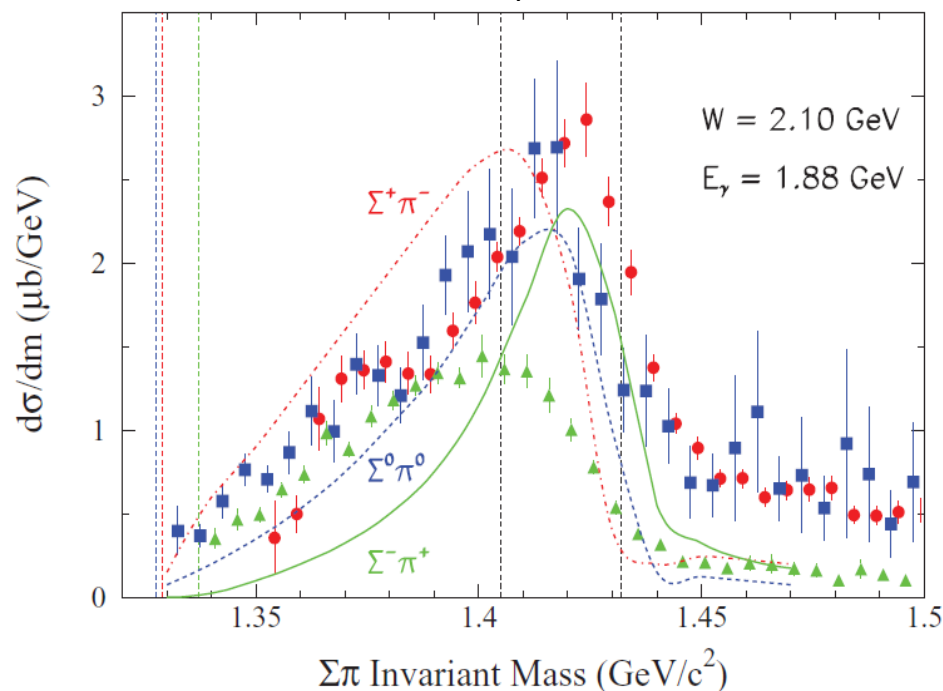 3
W = 2.10 GeV
E_γ = 1.88 GeV
Σ⁺π⁻
2
dσ/dm (μb/GeV)
1
Σ⁰π⁰
Σ⁻π⁺
0
1.35 1.4 1.45 1.5
Σπ Invariant Mass (GeV/c²)